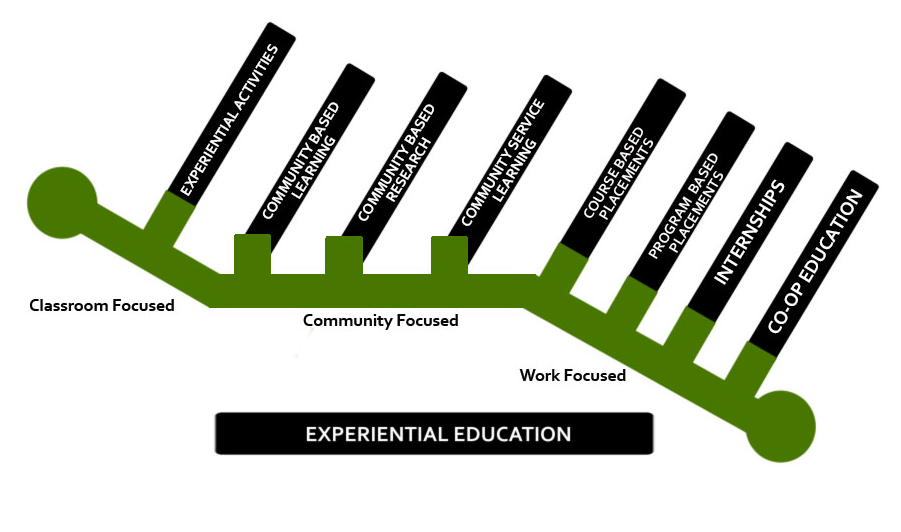 EXPERIENTIAL ACTIVITIES
COMMUNITY BASED
LEARNING
COMMUNITY BASED
RESEARCH
COMMUNITY SERVICE
LEARNING
COURSE BASED
PLACEMENTS
PROGRAM BASED
PLACEMENTS
INTERNSHIPS
CO-OP EDUCATION
Classroom Focused
Community Focused
Work Focused
EXPERIENTIAL EDUCATION